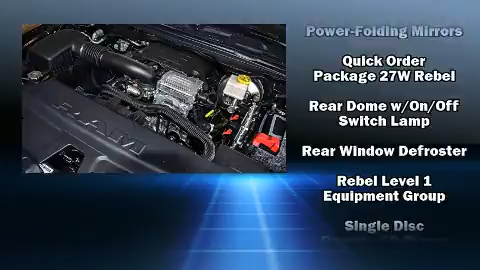 Power-Folding Mirrors
Quick Order
Package 27W Rebel
Rear Dome w/On/Off
Switch Lamp
Rear Window Defroster
Rebel Level 1
Equipment Group
Single Disc
RAM